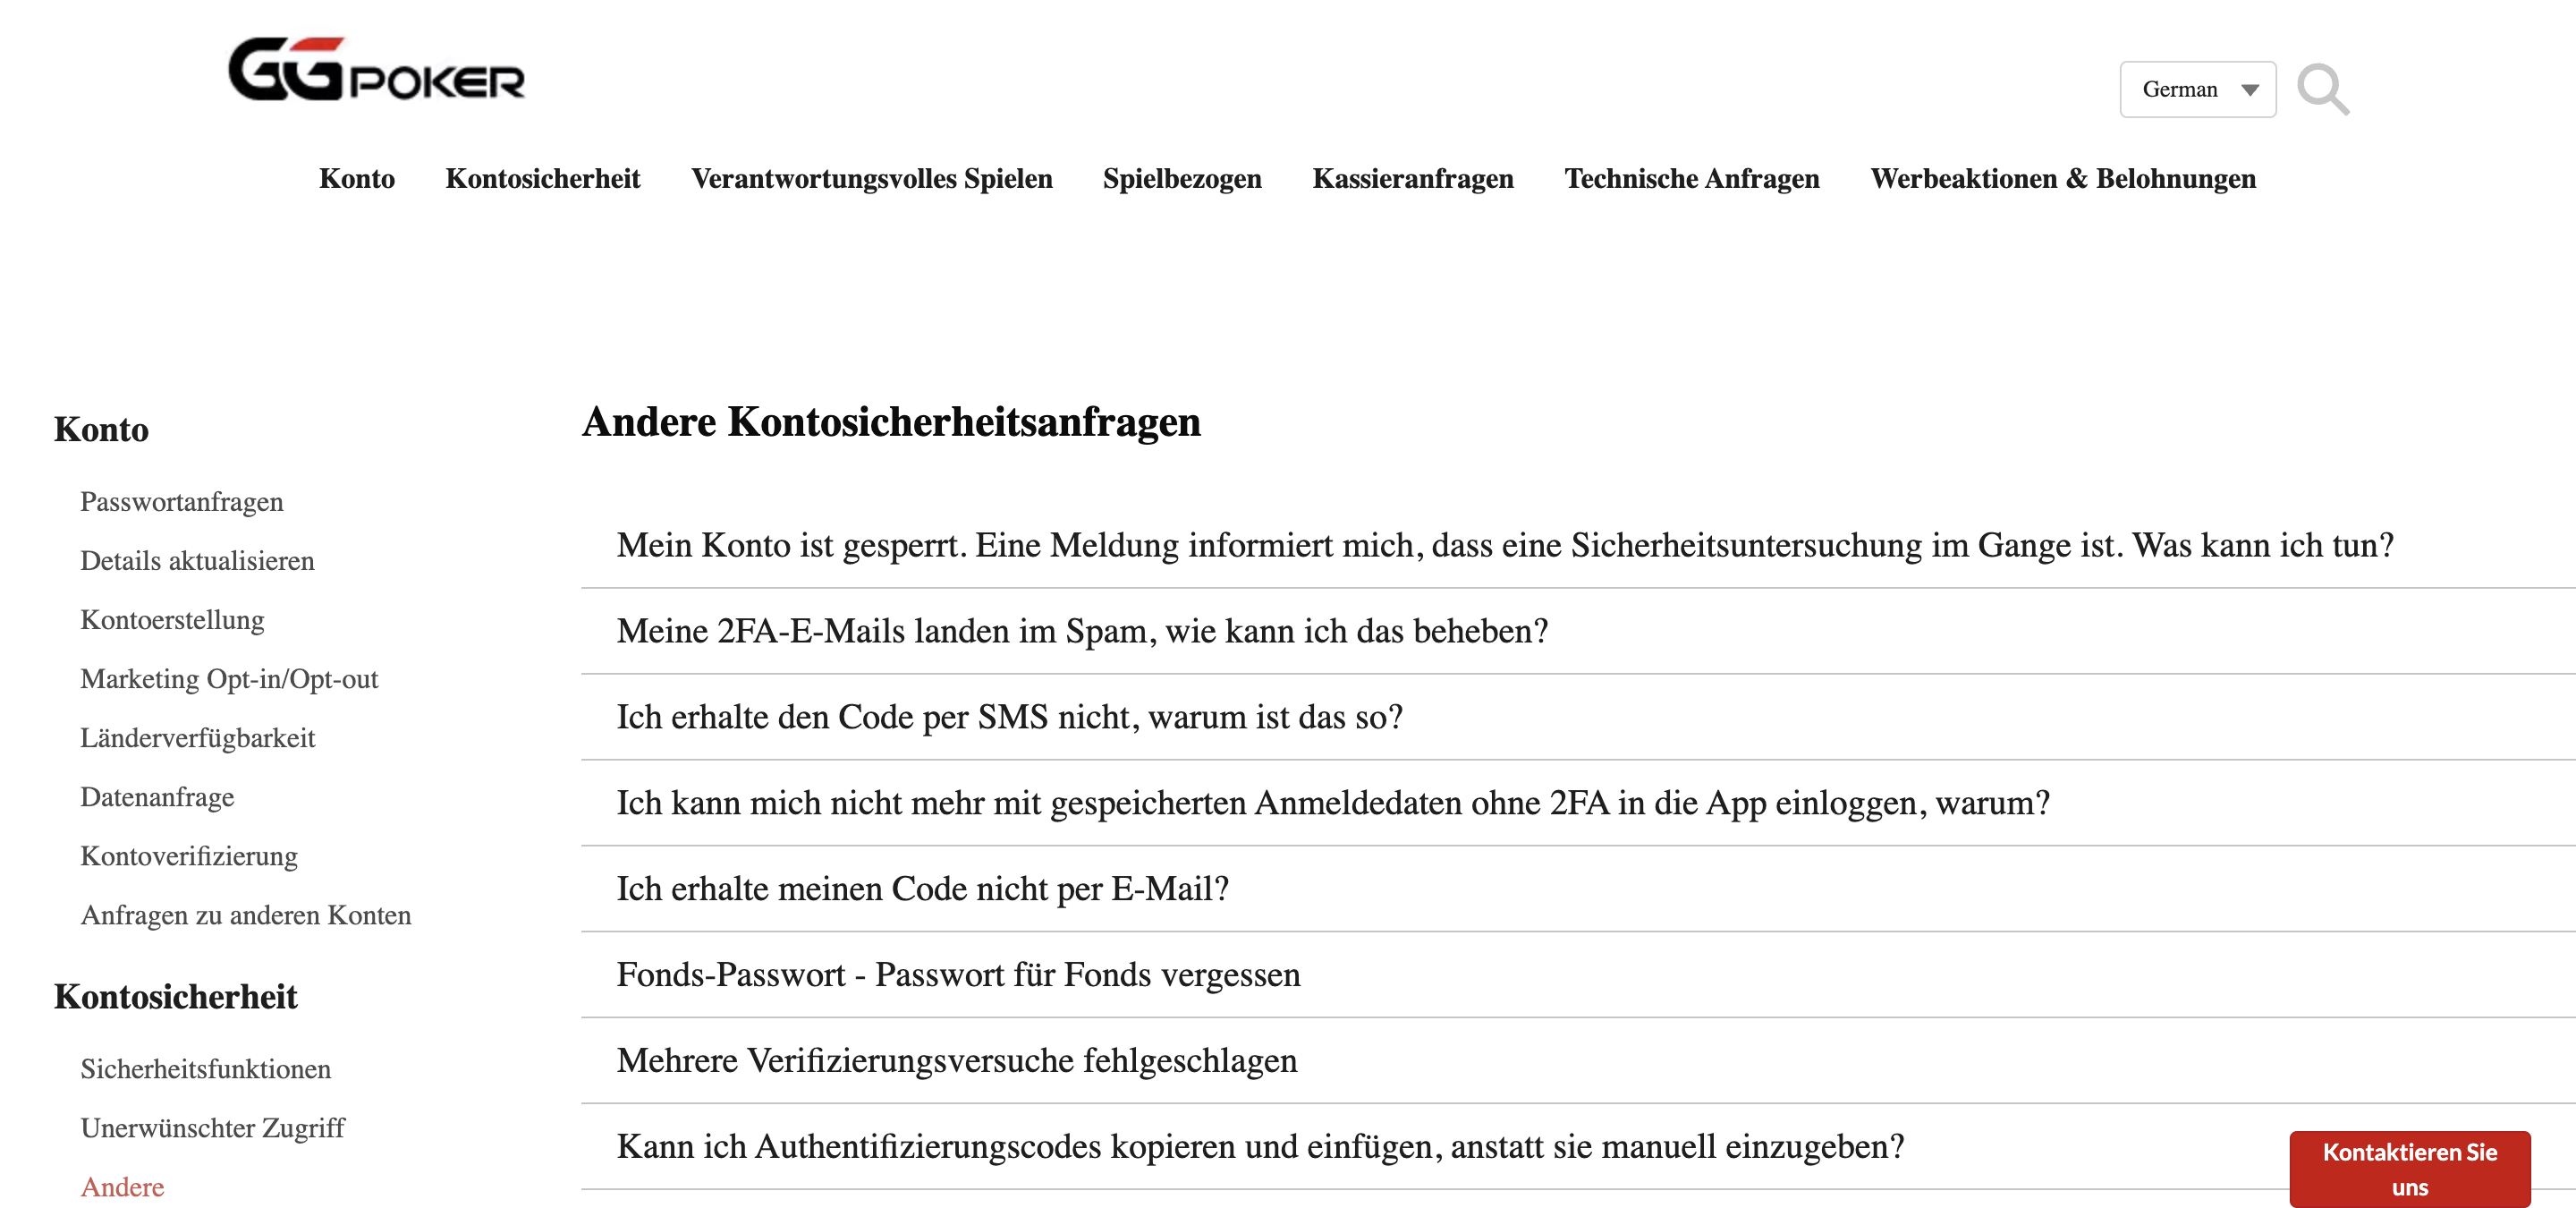 GGPOKER
German
Konto Kontosicherheit Verantwortungsvolles Spielen Spielbezogen Kassieranfragen Technische Anfragen Werbeaktionen & Belohnungen
Konto
Passwortanfragen
Details aktualisieren
Kontoerstellung
Marketing Opt-in/Opt-out
Länderverfügbarkeit
Datenanfrage
Kontoverifizierung
Anfragen zu anderen Konten
Kontosicherheit
Sicherheitsfunktionen
Unerwünschter Zugriff
Andere
Andere Kontosicherheitsanfragen
Mein Konto ist gesperrt. Eine Meldung informiert mich, dass eine Sicherheitsuntersuchung im Gange ist. Was kann ich tun?
Meine 2FA-E-Mails landen im Spam, wie kann ich das beheben?
Ich erhalte den Code per SMS nicht, warum ist das so?
Ich kann mich nicht mehr mit gespeicherten Anmeldedaten ohne 2FA in die App einloggen, warum?
Ich erhalte meinen Code nicht per E-Mail?
Fonds-Passwort - Passwort für Fonds vergessen
Mehrere Verifizierungsversuche fehlgeschlagen
Kann ich Authentifizierungscodes kopieren und einfügen, anstatt sie manuell einzugeben?
Kontaktieren Sie
uns